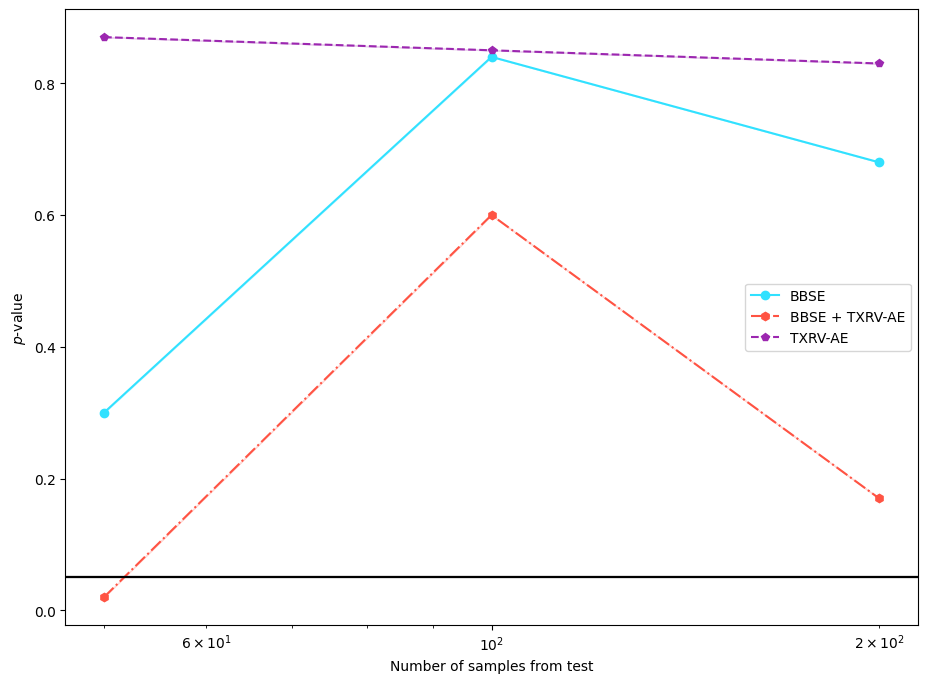 0.8
0.6
0.4
0.2
0.0
p-value
BBSE
BBSE + TXRV-AE
TXRV-AE
6 × 10¹
10²
2 × 10²
Number of samples from test